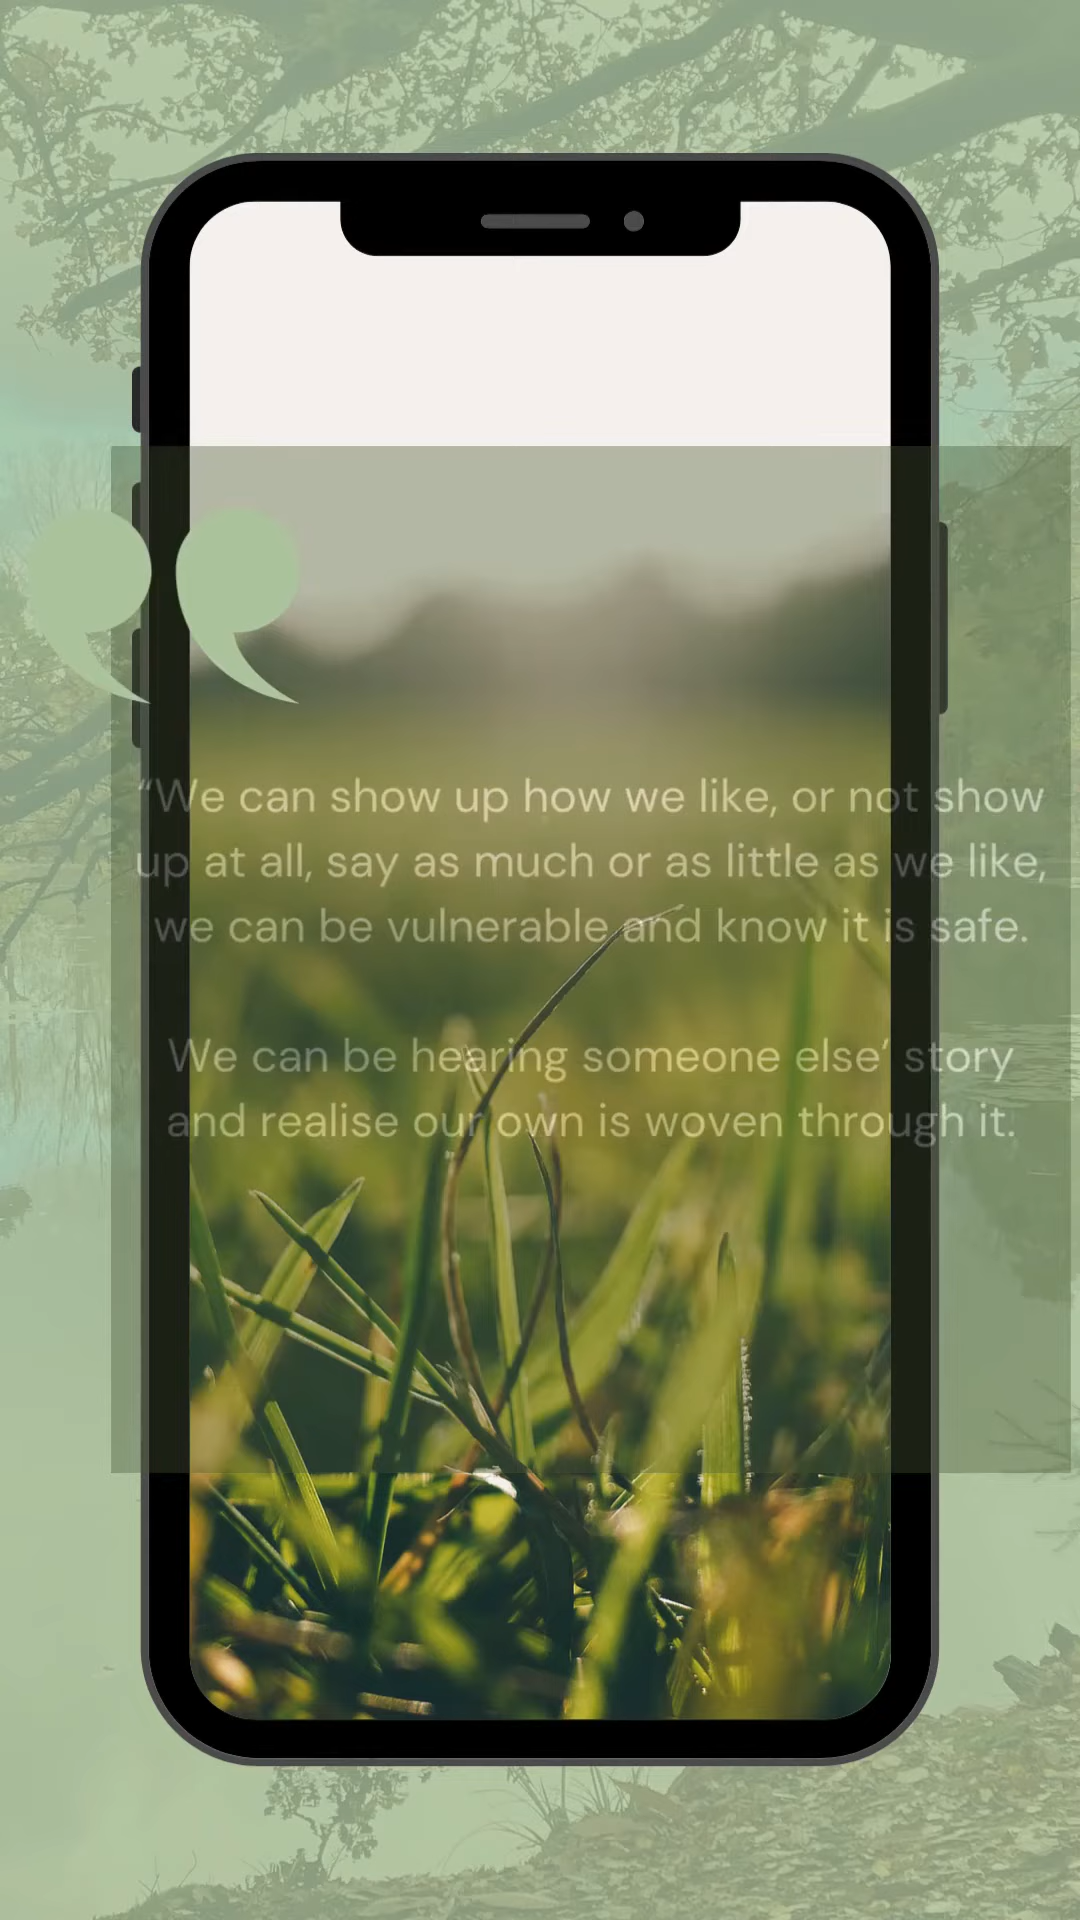 “We can show up how we like, or not show
up at all, say as much or as little as we like,
we can be vulnerable and know it is safe.
We can be hearing someone else’ story
and realise our own is woven through it.